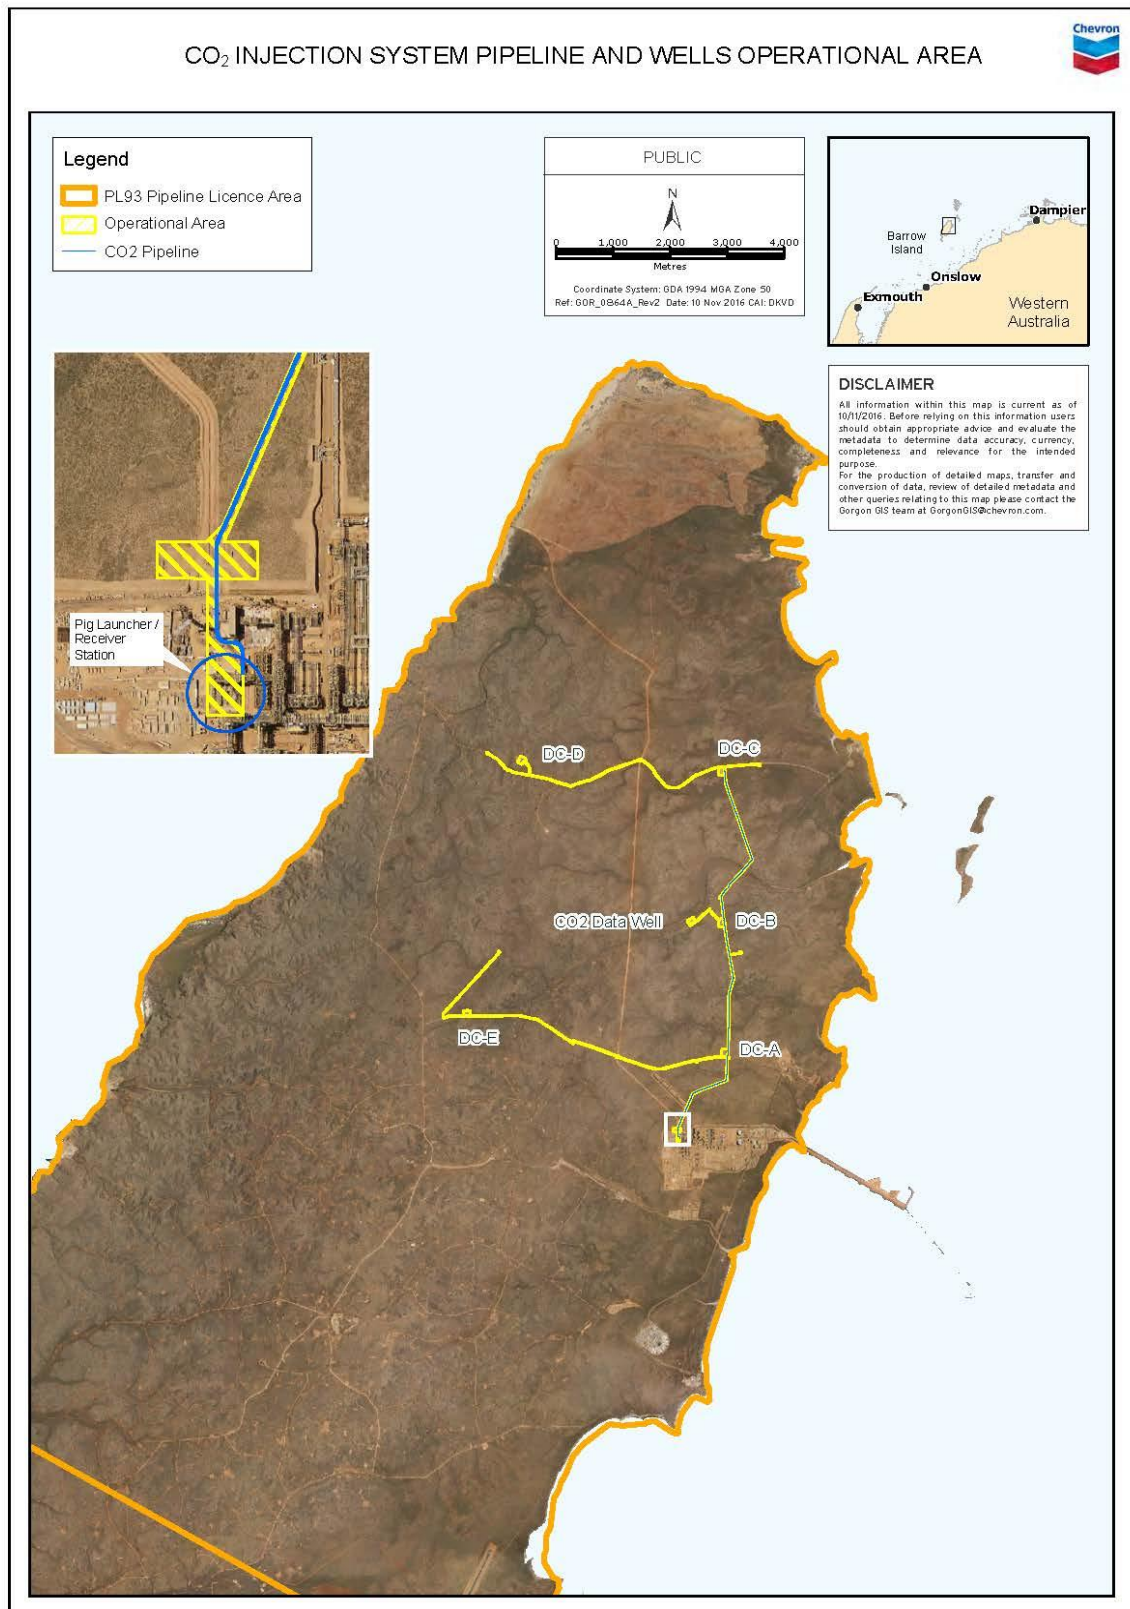 CO₂ INJECTION SYSTEM PIPELINE AND WELLS OPERATIONAL AREA
Chevron
Legend
PL93 Pipeline Licence Area
Operational Area
CO2 Pipeline
PUBLIC
N
0 1,000 2,000 3,000 4,000
Metres
Coordinate System: GDA 1994 MGA Zone 50
Ref: GOR_0864A_Rev2 Date: 10 Nov 2016 CAI: DKVD
Dampier
Barrow
Island
Onslow
Exmouth
Western
Australia
DISCLAIMER
All information within this map is current as of
10/11/2016. Before relying on this information users
should obtain appropriate advice and evaluate the
metadata to determine data accuracy, currency,
completeness and relevance for the intended
purpose.
For the production of detailed maps, transfer and
conversion of data, review of detailed metadata and
other queries relating to this map please contact the
Gorgon GIS team at GorgonGIS@chevron.com.
Pig Launcher /
Receiver
Station
DC-D
DC-C
CO2 Data Well
DC-B
DC-E
DC-A